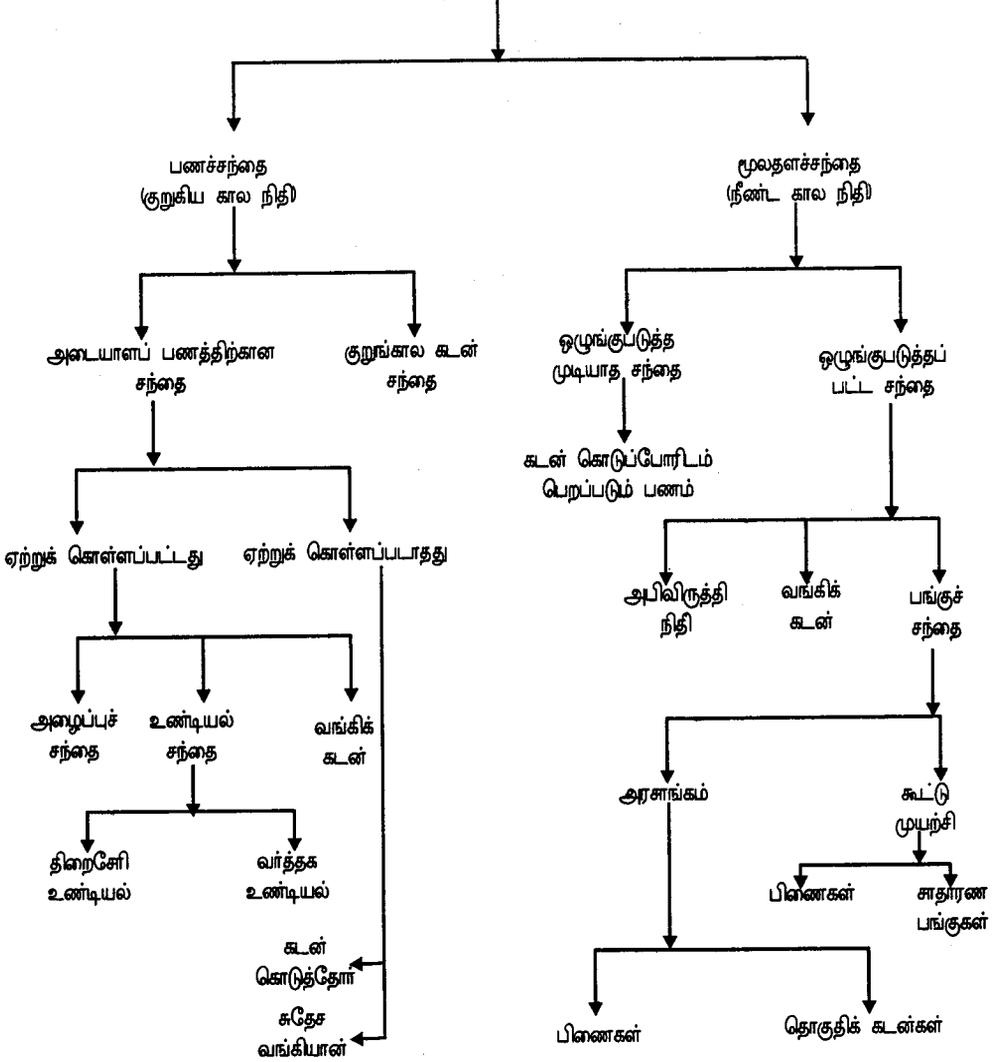 பணச்சந்தை
(குறுகிய கால நிதி)
மூலதளச்சந்தை
(நீண்ட கால நிதி)
அடையாளப் பணத்திற்கான
சந்தை
குறுங்கால கடன்
சந்தை
ஒழுங்குபடுத்த
முடியாத சந்தை
ஒழுங்குபடுத்தப்
பட்ட சந்தை
கடன் கொடுப்போரிடம்
பெறப்படும் பணம்
ஏற்றுக் கொள்ளப்பட்டது
ஏற்றுக் கொள்ளப்படாதது
அபிவிருத்தி
நிதி
வங்கிக்
கடன்
பங்குச்
சந்தை
அழைப்புச்
சந்தை
உண்டியல்
சந்தை
வங்கிக்
கடன்
அரசாங்கம்
கூட்டு
முயற்சி
திறைசேரி
உண்டியல்
வர்த்தக
உண்டியல்
பிணைகள்
சாதாரண
பங்குகள்
கடன்
கொடுத்தோர்
சுதேச
வங்கியான்
பிணைகள்
தொகுதிக் கடன்கள்